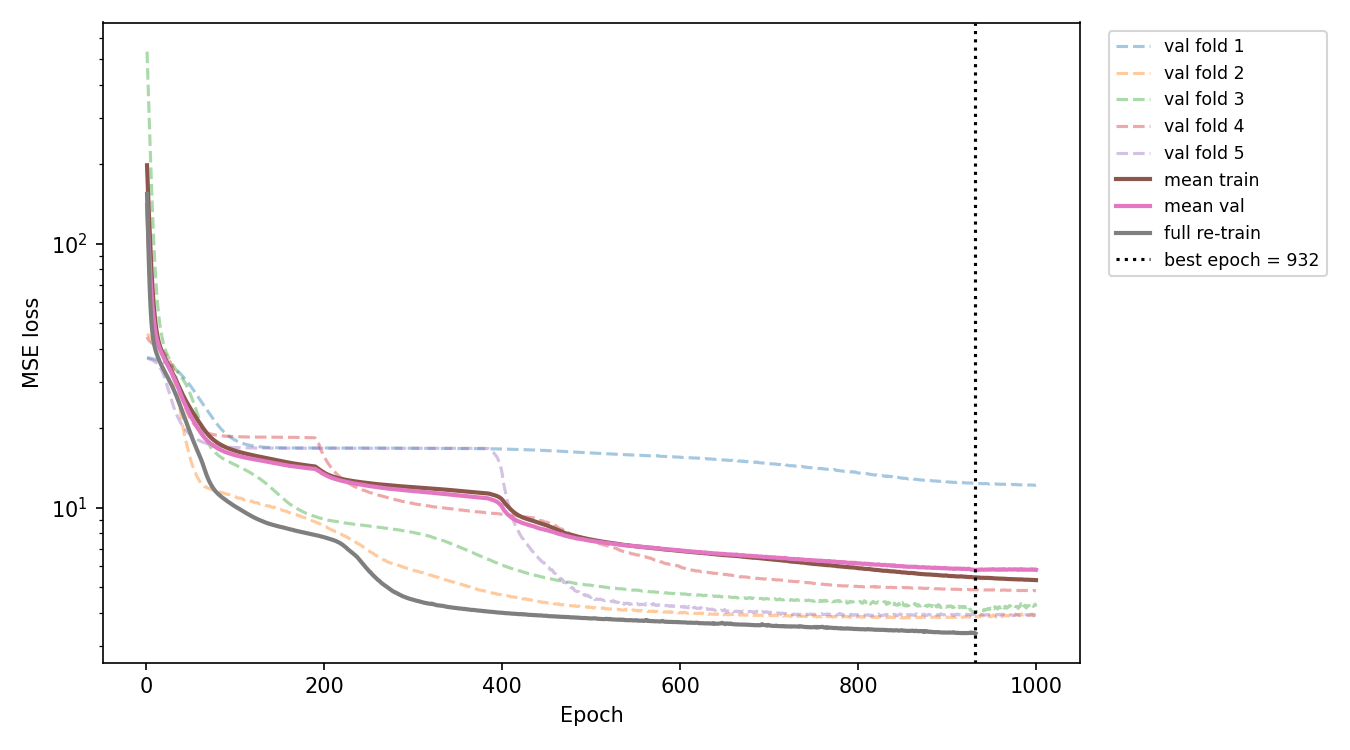 MSE loss
10²
10¹
0 200 400 600 800 1000
Epoch
val fold 1
val fold 2
val fold 3
val fold 4
val fold 5
mean train
mean val
full re-train
best epoch = 932